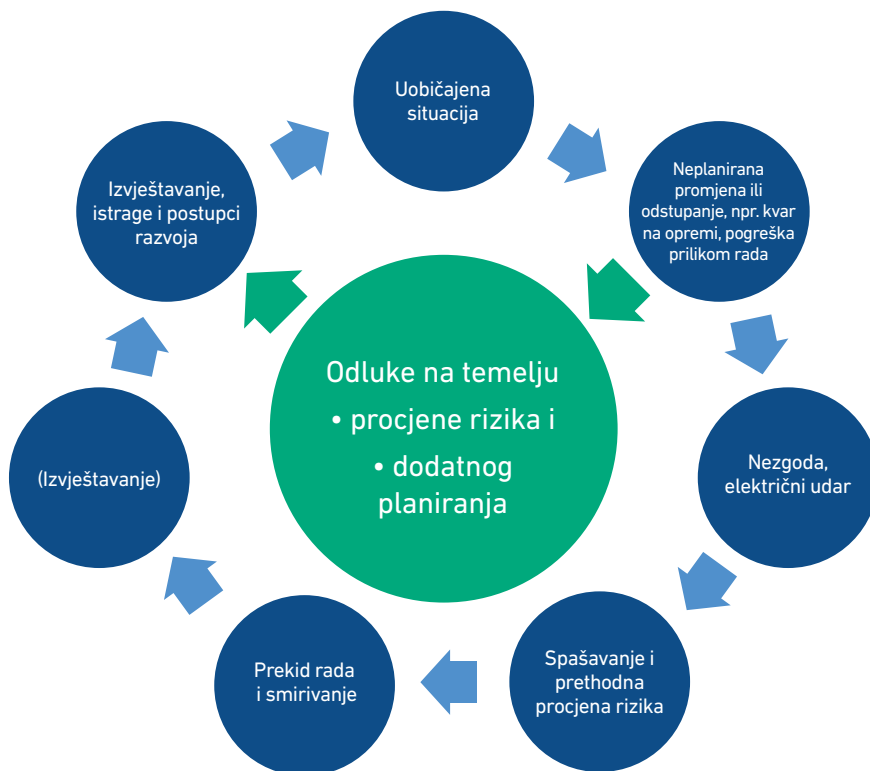 Uobičajena
situacija
Neplanirana
promjena ili
odstupanje, npr. kvar
na opremi, pogreška
prilikom rada
Nezgoda,
električni udar
Spašavanje i
prethodna
procjena rizika
Prekid rada
i smirivanje
(Izvještavanje)
Izvještavanje,
istrage i postupci
razvoja
Odluke na temelju
• procjene rizika i
• dodatnog
planiranja